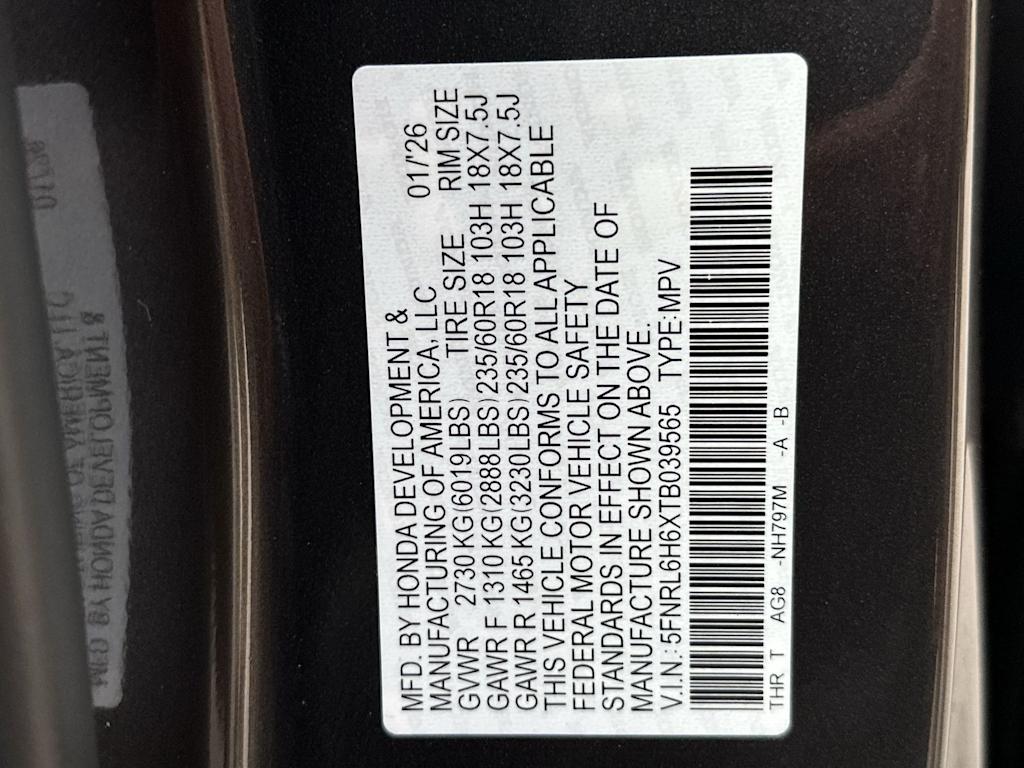 MFD. BY HONDA DEVELOPMENT &
MANUFACTURING OF AMERICA, LLC 01/'26
GVWR 2730 KG(6019LBS) TIRE SIZE RIM SIZE
GAWR F 1310 KG(2888LBS)235/60R18 103H 18X7.5J
GAWR R 1465 KG(3230LBS)235/60R18 103H 18X7.5J
THIS VEHICLE CONFORMS TO ALL APPLICABLE
FEDERAL MOTOR VEHICLE SAFETY
STANDARDS IN EFFECT ON THE DATE OF
MANUFACTURE SHOWN ABOVE.
V.I.N.:5FNRL6H6XTB039565 TYPE:MPV
THR T AG8 -NH797M -A -B